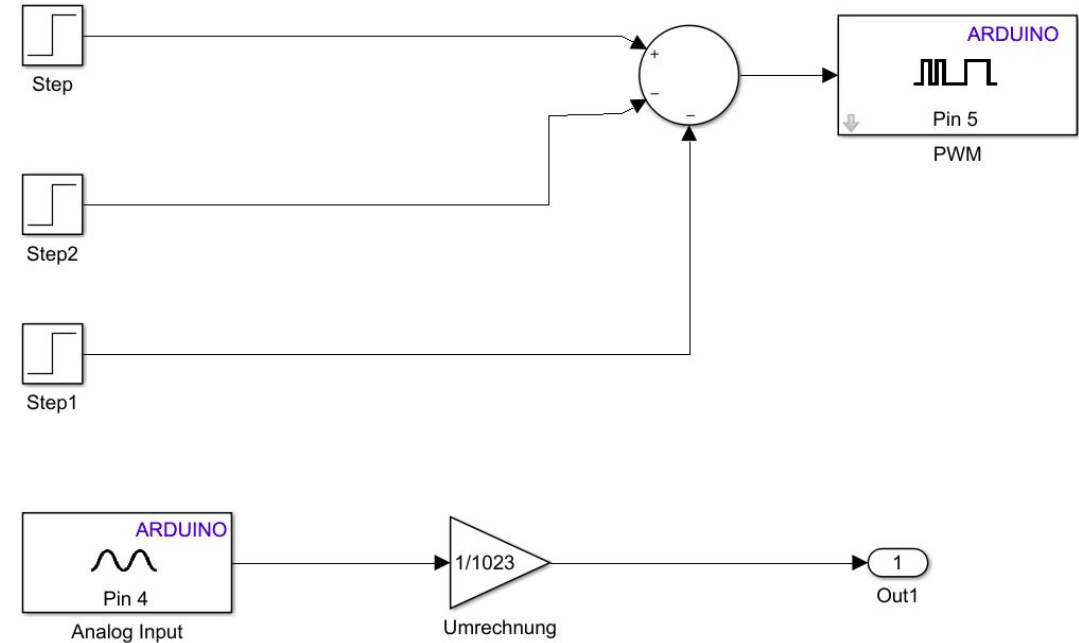 Step
+
−
−
ARDUINO
Pin 5
PWM
Step2
Step1
ARDUINO
Pin 4
Analog Input
1/1023
Umrechnung
1
Out1